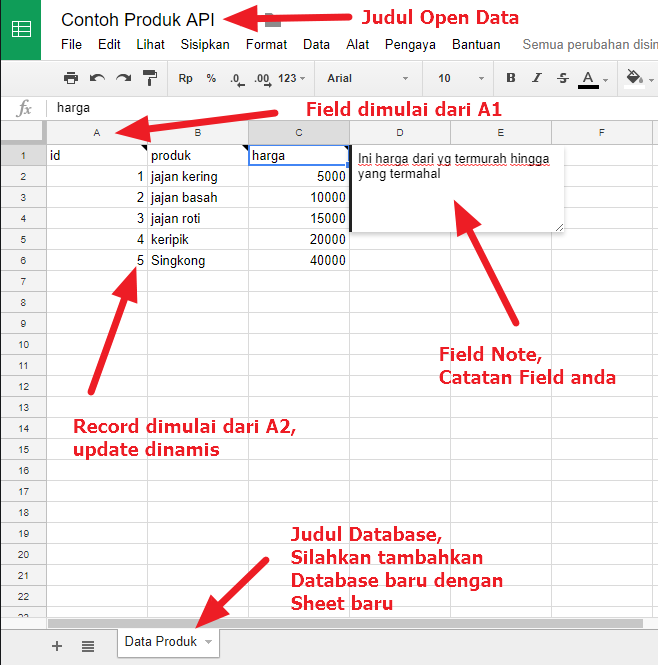 Contoh Produk API
Judul Open Data
File Edit Lihat Sisipkan Format Data Alat Pengaya Bantuan Semua perubahan disin
Rp % .0 .00 123 Arial 10 B I S A
fx harga
Field dimulai dari A1
A B C D E F
1 id produk harga
Ini harga dari yg termurah hingga
yang termahal
2 1 jajan kering 5000
3 2 jajan basah 10000
4 3 jajan roti 15000
5 4 keripik 20000
6 5 Singkong 40000
7
8
9
10
11
12
13
14
15
16
17
18
19
20
21
22
23
Field Note,
Catatan Field anda
Record dimulai dari A2,
update dinamis
Judul Database,
Silahkan tambahkan
Database baru dengan
Sheet baru
Data Produk